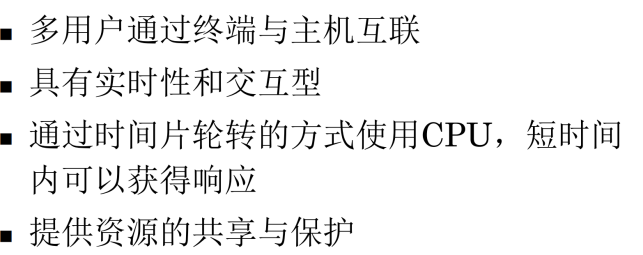 ▪ 多用户通过终端与主机互联
▪ 具有实时性和交互型
▪ 通过时间片轮转的方式使用CPU，短时间
内可以获得响应
▪ 提供资源的共享与保护